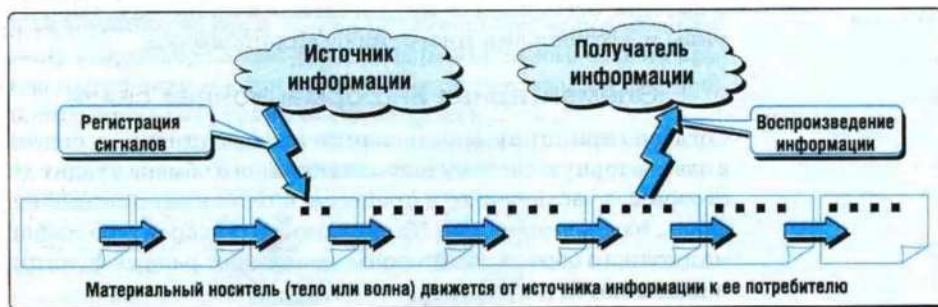 Источник
информации
Получатель
информации
Регистрация
сигналов
Воспроизведение
информации
Материальный носитель (тело или волна) движется от источника информации к ее потребителю